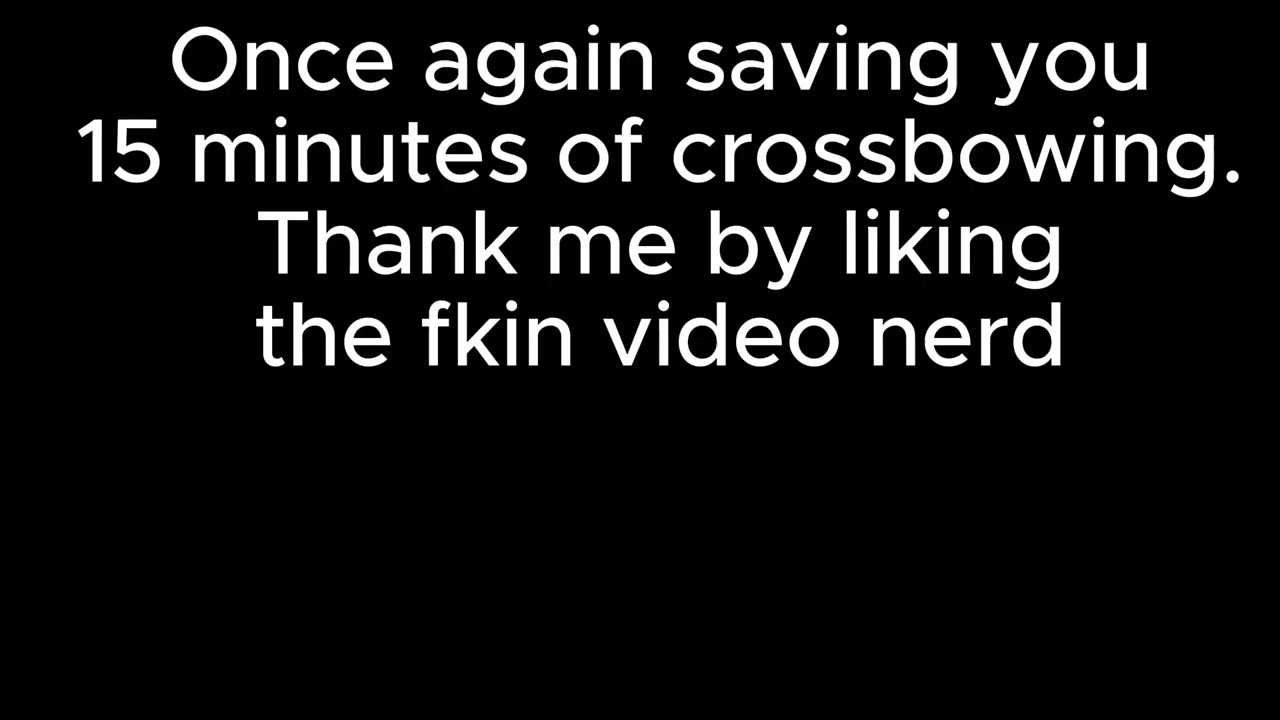 Once again saving you
15 minutes of crossbowing.
Thank me by liking
the fkin video nerd